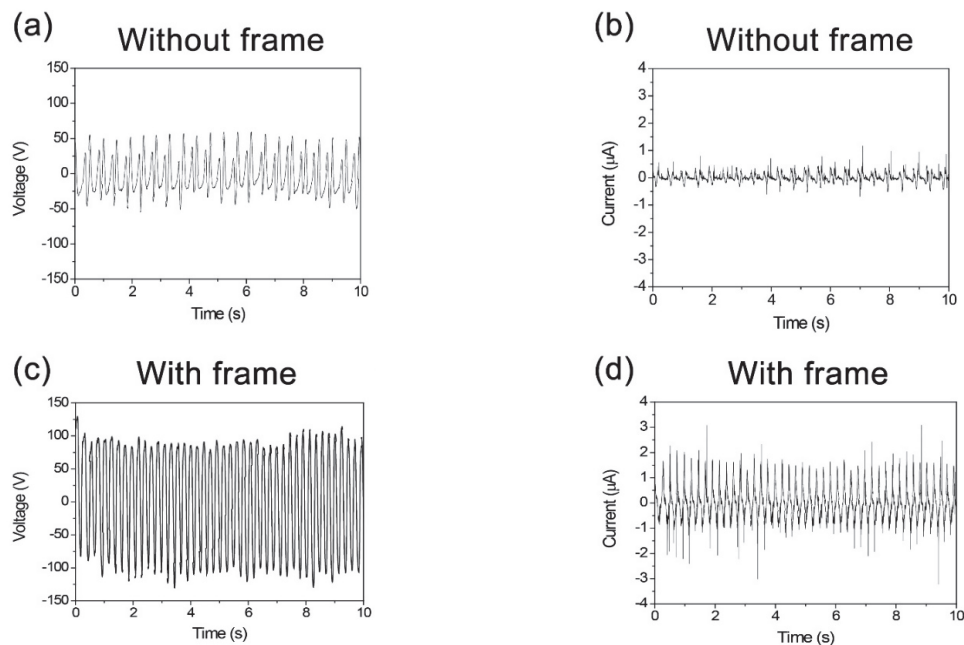 (a) Without frame
150
100
50
0
-50
-100
-150
Voltage (V)
0 2 4 6 8 10
Time (s)
(b) Without frame
4
3
2
1
0
-1
-2
-3
-4
Current (μA)
0 2 4 6 8 10
Time (s)
(c) With frame
150
100
50
0
-50
-100
-150
Voltage (V)
0 2 4 6 8 10
Time (s)
(d) With frame
4
3
2
1
0
-1
-2
-3
-4
Current (μA)
0 2 4 6 8 10
Time (s)